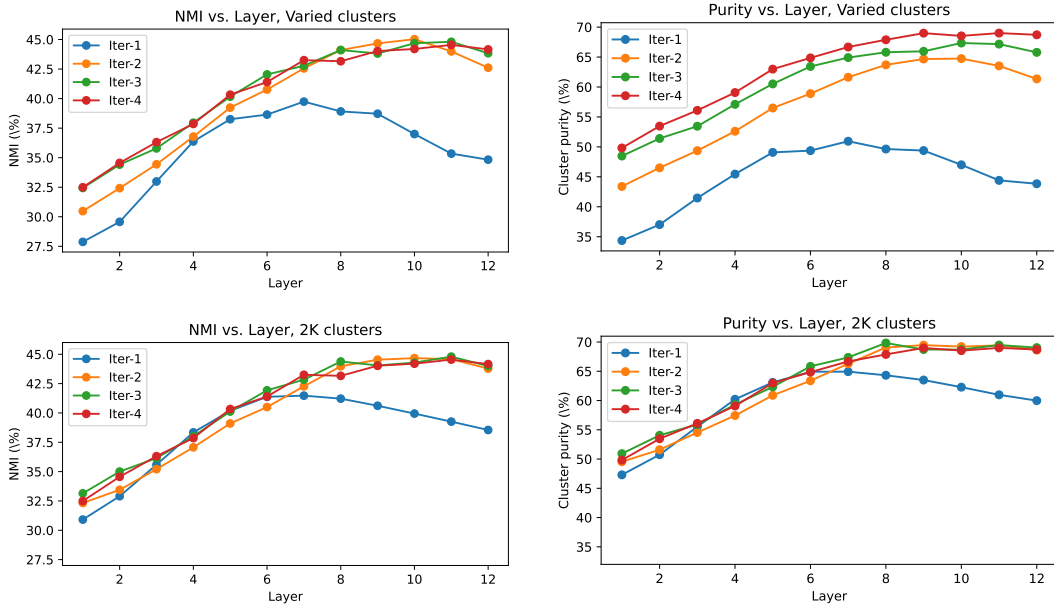 NMI vs. Layer, Varied clusters
Iter-1
Iter-2
Iter-3
Iter-4
45.0
42.5
40.0
37.5
35.0
32.5
30.0
27.5
NMI (\%)
2 4 6 8 10 12
Layer
Purity vs. Layer, Varied clusters
Iter-1
Iter-2
Iter-3
Iter-4
70
65
60
55
50
45
40
35
Cluster purity (\%)
2 4 6 8 10 12
Layer
NMI vs. Layer, 2K clusters
Iter-1
Iter-2
Iter-3
Iter-4
45.0
42.5
40.0
37.5
35.0
32.5
30.0
27.5
NMI (\%)
2 4 6 8 10 12
Layer
Purity vs. Layer, 2K clusters
Iter-1
Iter-2
Iter-3
Iter-4
70
65
60
55
50
45
40
35
Cluster purity (\%)
2 4 6 8 10 12
Layer